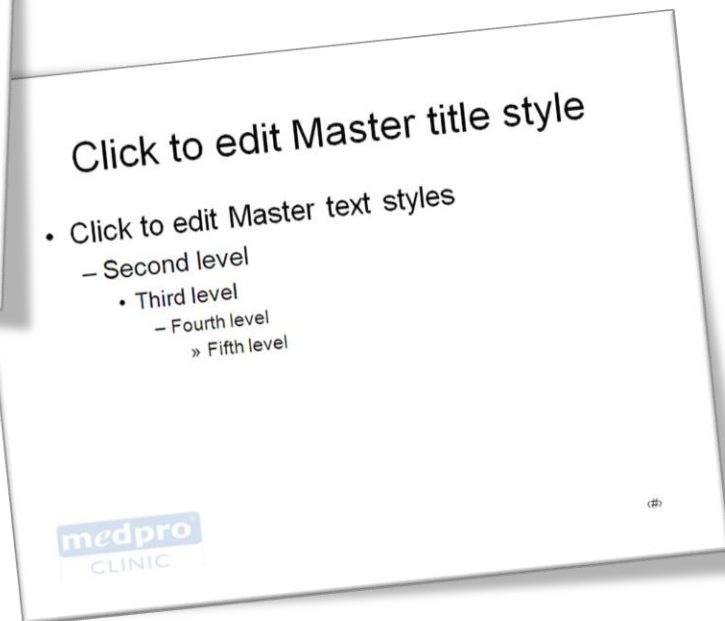 Click to edit Master title style
• Click to edit Master text styles
– Second level
• Third level
– Fourth level
» Fifth level
‹#›
medpro
CLINIC